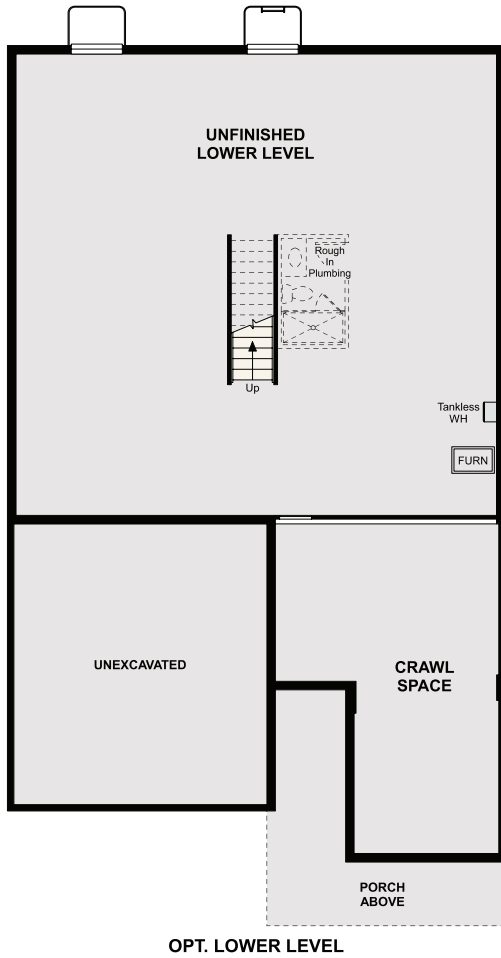 UNFINISHED
LOWER LEVEL
Rough
In
Plumbing
Up
Tankless
WH
FURN
UNEXCAVATED
CRAWL
SPACE
PORCH
ABOVE
OPT. LOWER LEVEL